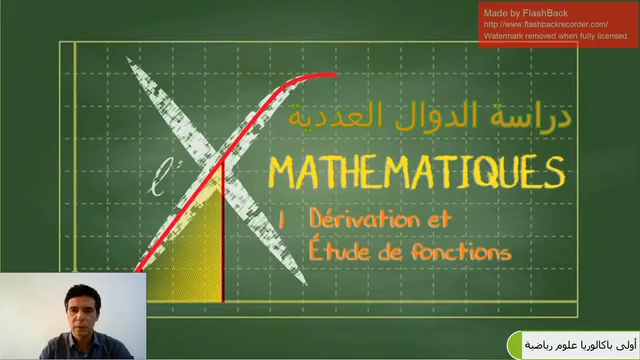 Made by FlashBack
http://www.flashbackrecorder.com/
Watermark removed when fully licensed
دراسة الدوال العددية
l'X
MATHEMATIQUES
1 Dérivation et
Étude de fonctions
أولى باكالوريا علوم رياضية